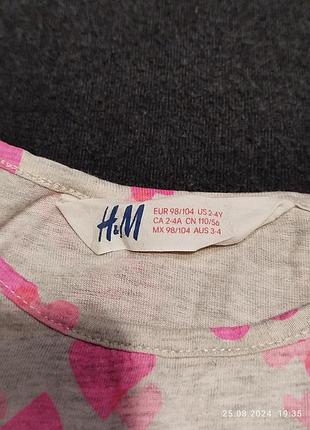 H&M
EUR 98/104 US 2-4Y
CA 2-4A CN 110/56
MX 98/104 AUS 3-4
25.08.2024 19:35